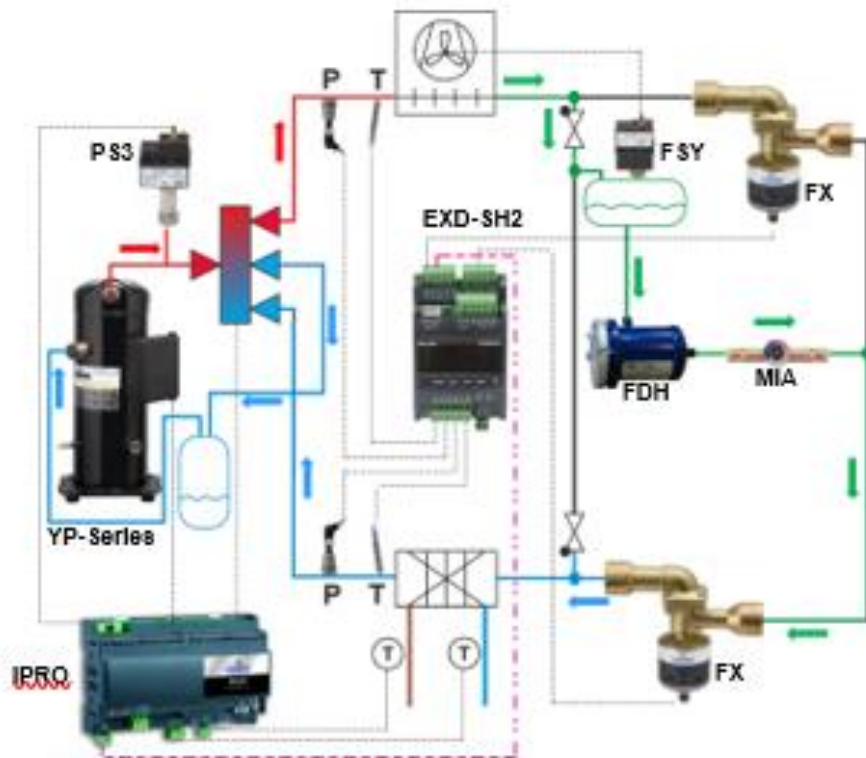 P T
PS3
FSY
FX
EXD-SH2
FDH
MIA
YP-Series
P T
T
T
IPRO
FX